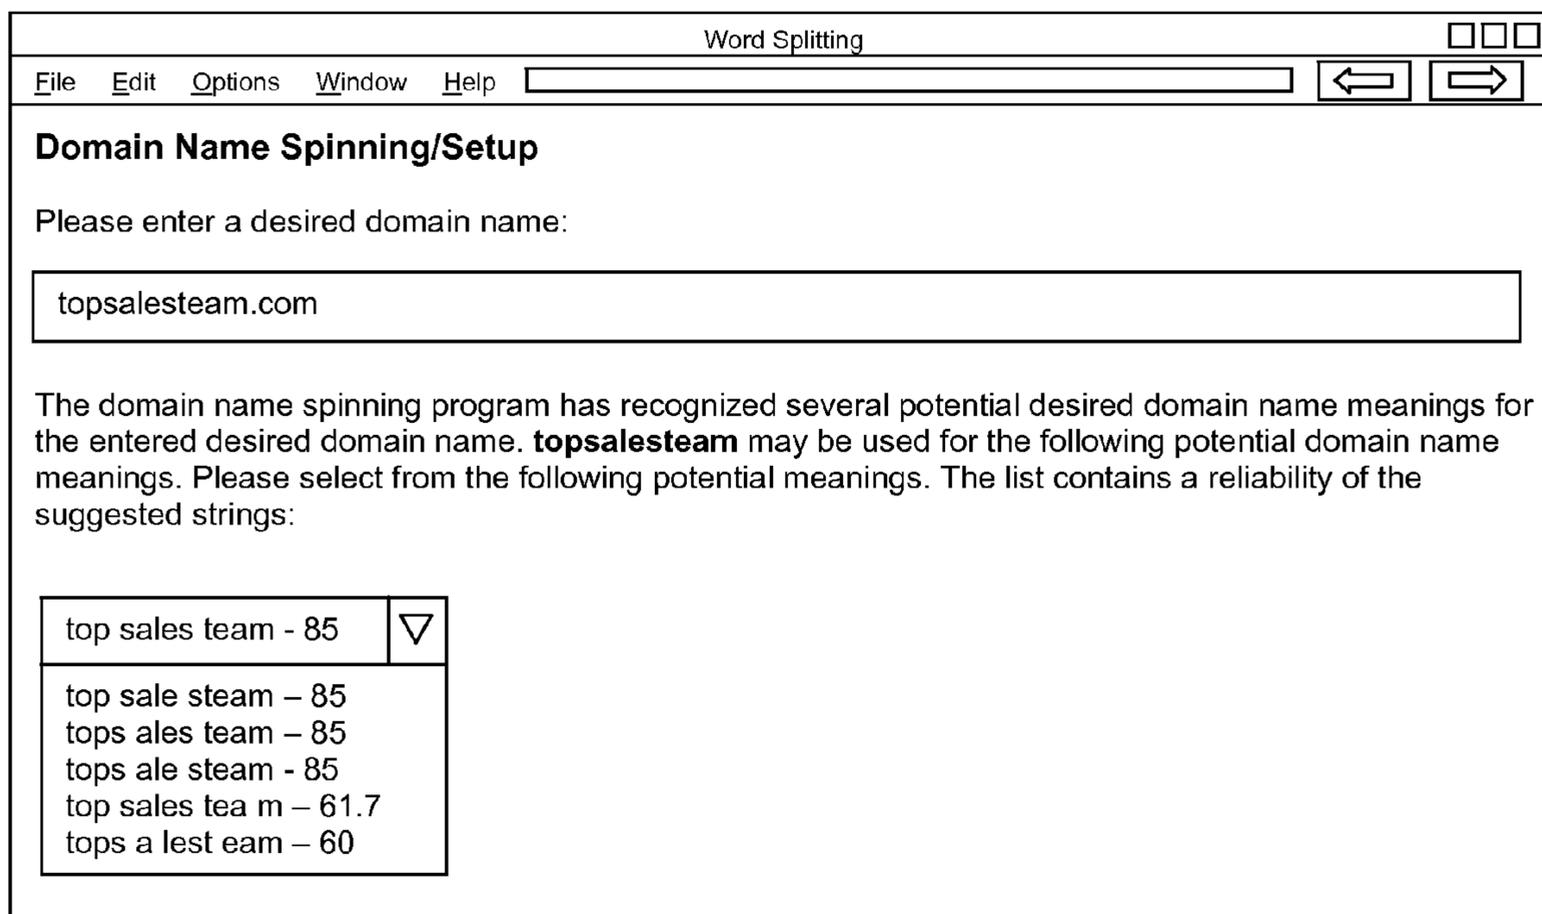 Word Splitting
File Edit Options Window Help
Domain Name Spinning/Setup
Please enter a desired domain name:
topsalesteam.com
The domain name spinning program has recognized several potential desired domain name meanings for
the entered desired domain name. topsalesteam may be used for the following potential domain name
meanings. Please select from the following potential meanings. The list contains a reliability of the
suggested strings:
top sales team - 85
top sale steam – 85
tops ales team – 85
tops ale steam - 85
top sales tea m – 61.7
tops a lest eam – 60